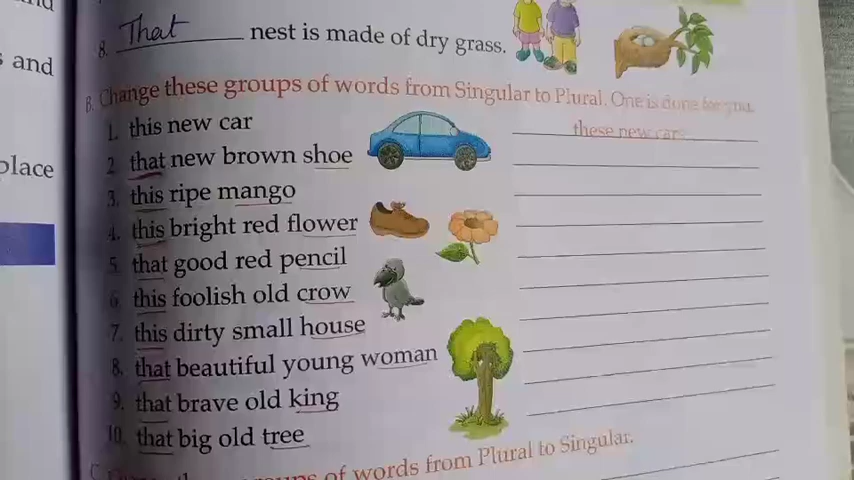 and
place
8. That nest is made of dry grass.
B. Change these groups of words from Singular to Plural. One is done for you.
1. this new car these new cars
2. that new brown shoe
3. this ripe mango
4. this bright red flower
5. that good red pencil
6. this foolish old crow
7. this dirty small house
8. that beautiful young woman
9. that brave old king
10. that big old tree
C. groups of words from Plural to Singular.